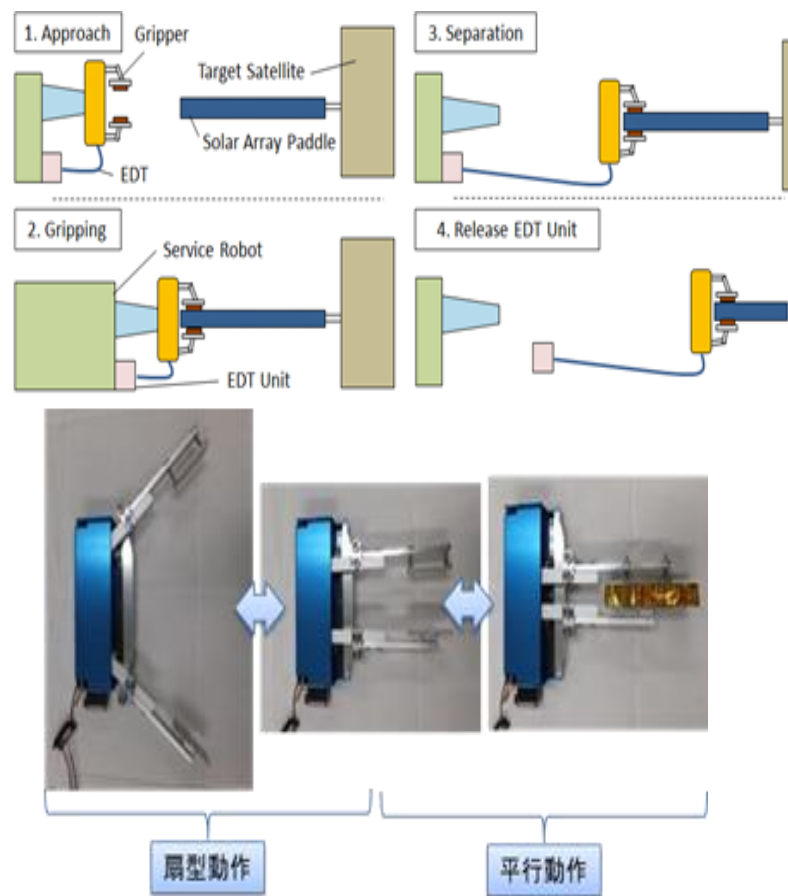 1. Approach
Gripper
Target Satellite
Solar Array Paddle
EDT
3. Separation
2. Gripping
Service Robot
EDT Unit
4. Release EDT Unit
扇型動作
平行動作